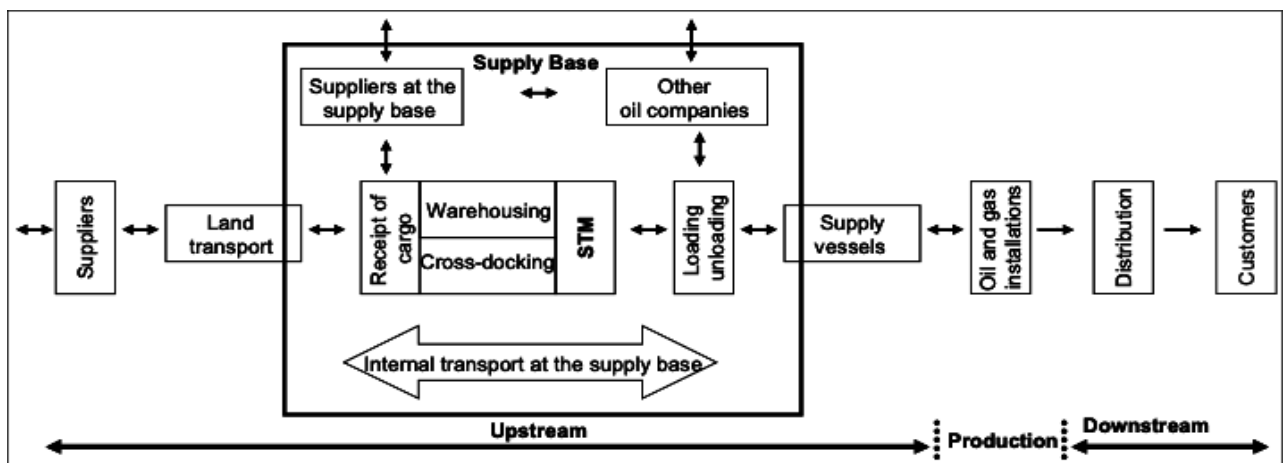 Supply Base
Suppliers at the
supply base
Other
oil companies
Suppliers
Land
transport
Receipt of
cargo
Warehousing
Cross-docking
STM
Loading
unloading
Supply
vessels
Oil and gas
installations
Distribution
Customers
Internal transport at the supply base
Upstream
Production
Downstream